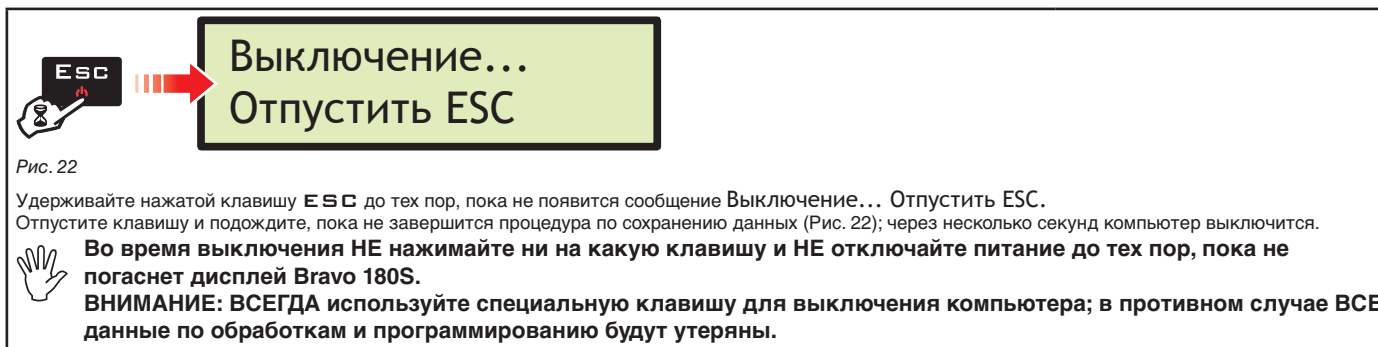 Esc
Выключение...
Отпустить ESC
Рис. 22
Удерживайте нажатой клавишу ESC до тех пор, пока не появится сообщение Выключение... Отпустить ESC.
Отпустите клавишу и подождите, пока не завершится процедура по сохранению данных (Рис. 22); через несколько секунд компьютер выключится.
Во время выключения НЕ нажимайте ни на какую клавишу и НЕ отключайте питание до тех пор, пока не
погаснет дисплей Bravo 180S.
ВНИМАНИЕ: ВСЕГДА используйте специальную клавишу для выключения компьютера; в противном случае ВСЕ
данные по обработкам и программированию будут утеряны.